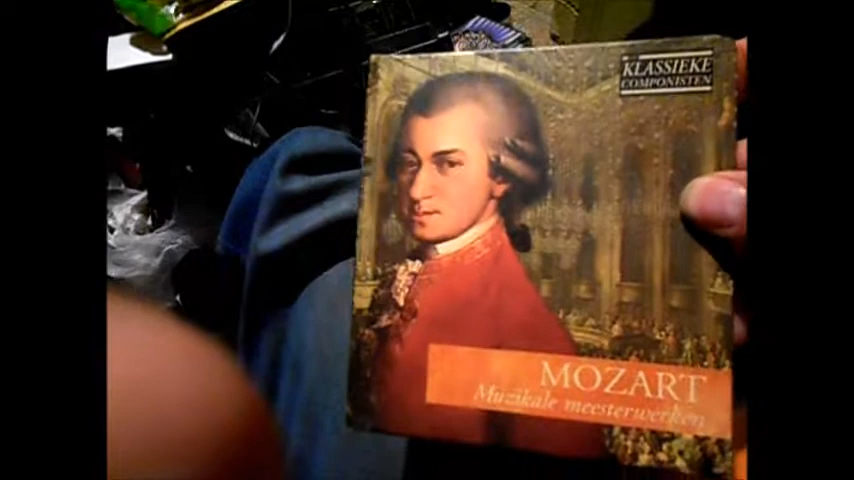 KLASSIEKE
COMPONISTEN
MOZART
Muzikale meesterwerken